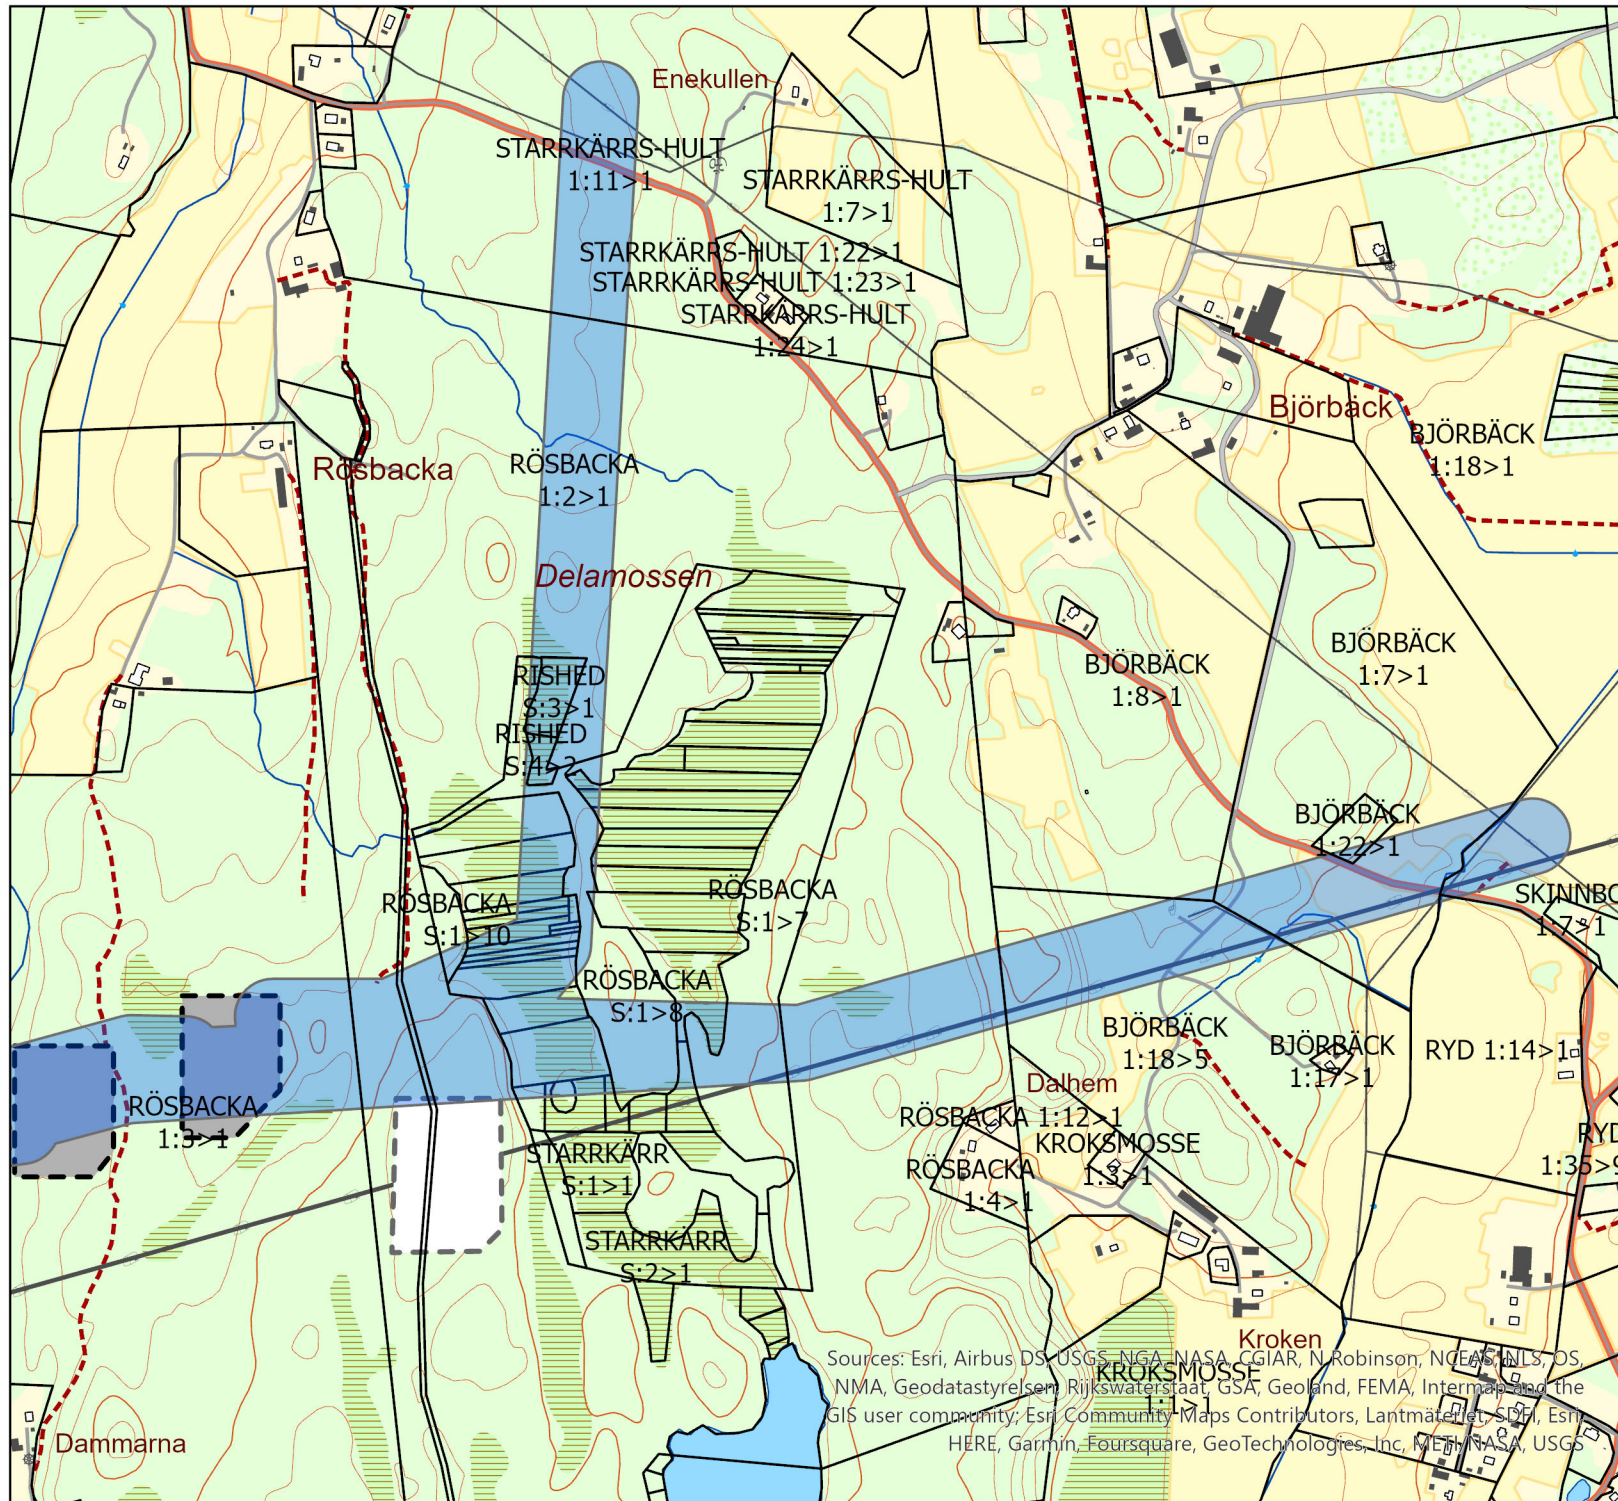 Enekullen
STARRKÄRRS-HULT
1:11>1
STARRKÄRRS-HULT
1:7>1
STARRKÄRRS-HULT 1:22>1
STARRKÄRRS-HULT 1:23>1
STARRKÄRRS-HULT
1:24>1
Björbäck
BJÖRBÄCK
1:18>1
Rösbacka
RÖSBACKA
1:2>1
Delamossen
BJÖRBÄCK
1:7>1
BJÖRBÄCK
1:8>1
RISHED
S:3>1
RISHED
S:4>2
BJÖRBÄCK
1:22>1
RÖSBACKA
S:1>10
RÖSBACKA
S:1>7
SKINNBO
1:7>1
RÖSBACKA
S:1>8
BJÖRBÄCK
1:18>5
BJÖRBÄCK
1:17>1
RYD 1:14>1
Dalhem
RÖSBACKA
1:3>1
RÖSBACKA 1:12>1
KROKSMOSSE
1:3>1
RYD
1:35>9
STARRKÄRR
S:1>1
RÖSBACKA
1:4>1
STARRKÄRR
S:2>1
Kroken
KROKSMOSSE
1:1>1
Dammarna
Sources: Esri, Airbus DS, USGS, NGA, NASA, CGIAR, N Robinson, NCEAS, NLS, OS,
NMA, Geodatastyrelsen, Rijkswaterstaat, GSA, Geoland, FEMA, Intermap and the
GIS user community; Esri Community Maps Contributors, Lantmäteriet, SDFI, Esri,
HERE, Garmin, Foursquare, GeoTechnologies, Inc, METI/NASA, USGS